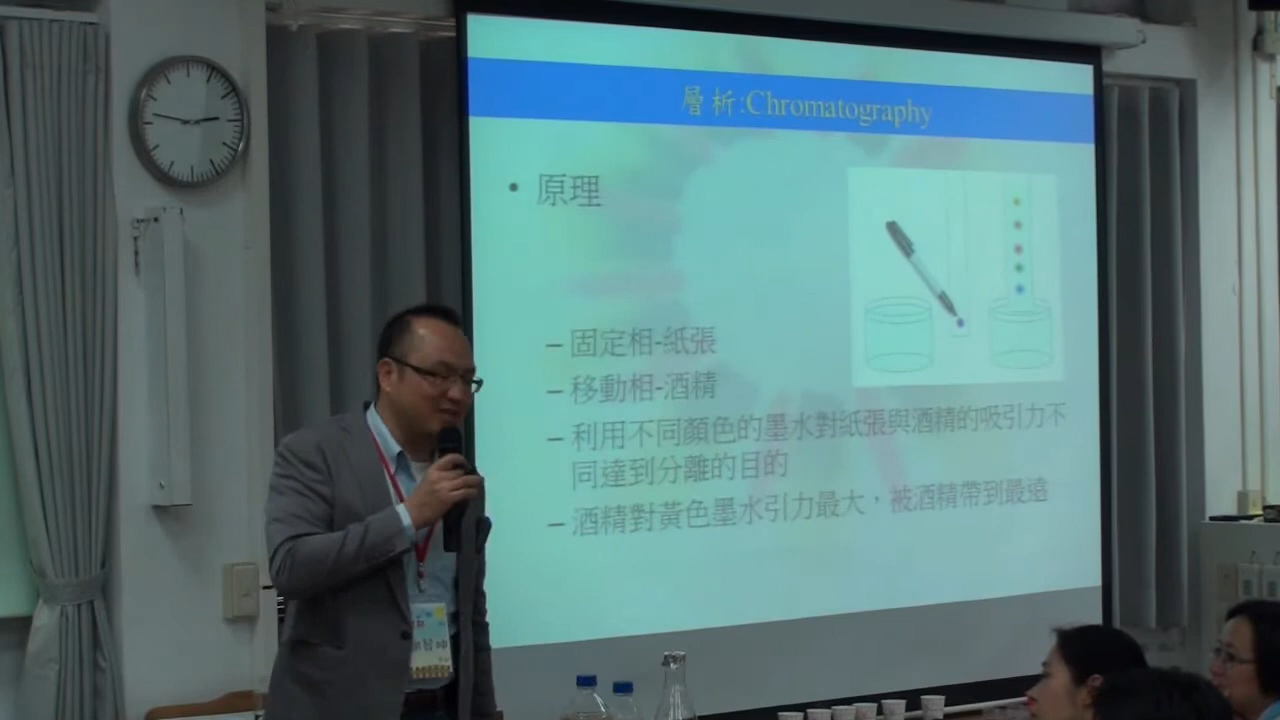 層析:Chromatography
• 原理
– 固定相-紙張
– 移動相-酒精
– 利用不同顏色的墨水對紙張與酒精的吸引力不
同達到分離的目的
– 酒精對黃色墨水引力最大，被酒精帶到最遠